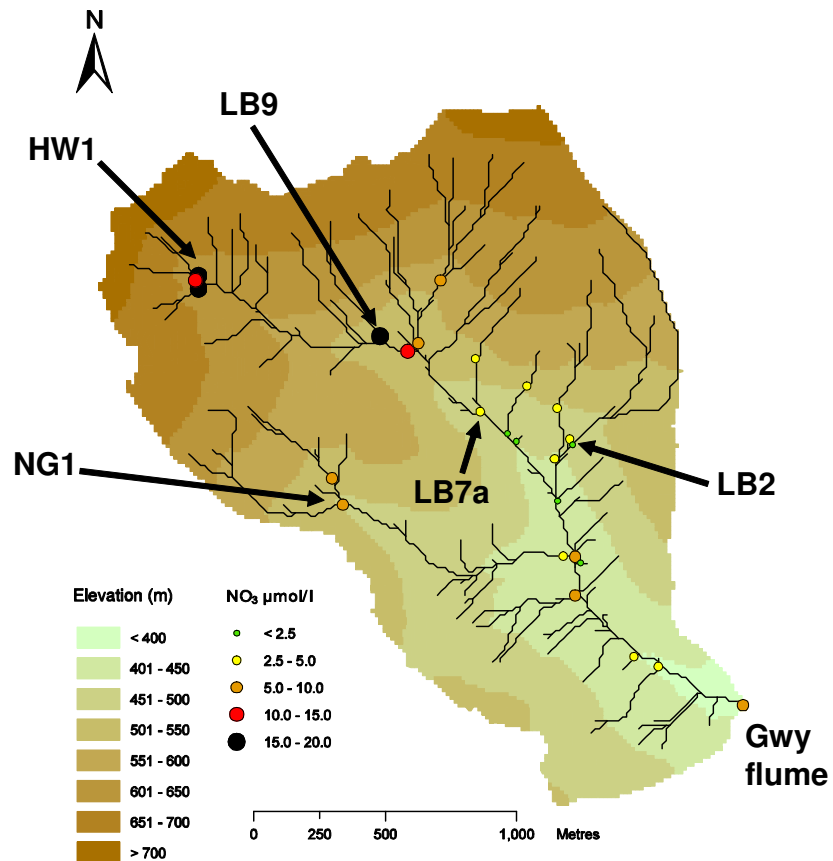 N
LB9
HW1
NG1
LB7a
LB2
Gwy
flume
Elevation (m)
< 400
401 - 450
451 - 500
501 - 550
551 - 600
601 - 650
651 - 700
> 700
NO₃ µmol/l
< 2.5
2.5 - 5.0
5.0 - 10.0
10.0 - 15.0
15.0 - 20.0
0 250 500 1,000 Metres